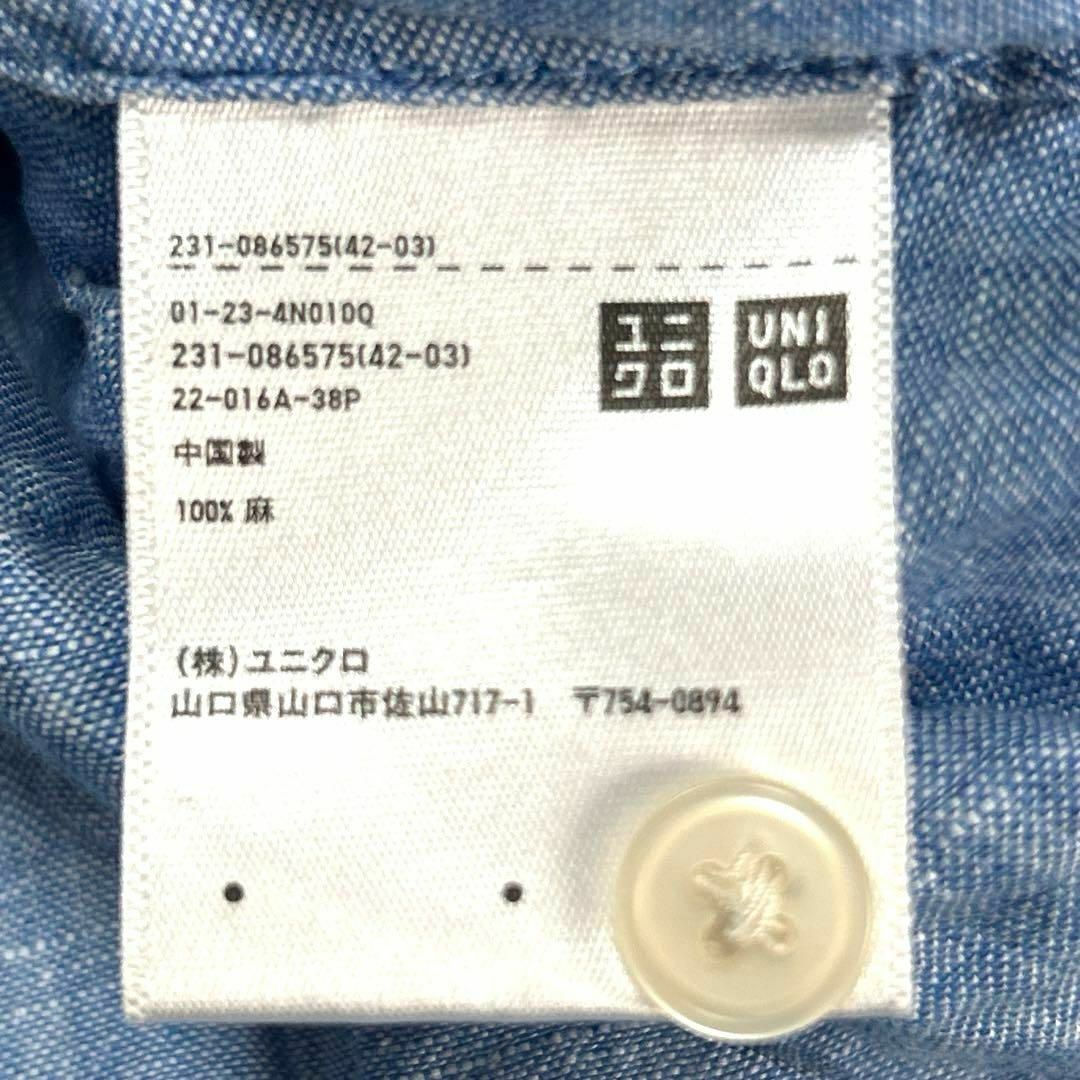 231-086575(42-03)
01-23-4N010Q
231-086575(42-03)
22-016A-38P
中国製
100% 麻
ユニ
クロ
UNI
QLO
(株)ユニクロ
山口県山口市佐山717-1 〒754-0894